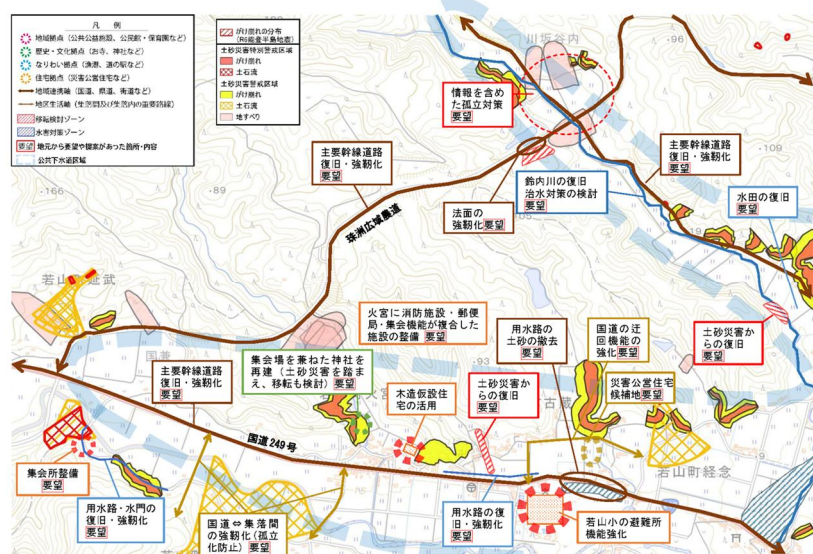 凡　例
地域拠点（公共公益施設、公民館・保育園など）
歴史・文化拠点（お寺、神社など）
なりわい拠点（漁港、道の駅など）
住宅拠点（災害公営住宅など）
地域連携軸（国道、県道、街道など）
地区生活軸（生活圏及び生活内の重要路線）
移転検討ゾーン
水害対策ゾーン
要望 地元から要望や提案があった箇所・内容
公共下水道区域
がけ崩れの分布
（R6能登半島地震）
土砂災害特別警戒区域
がけ崩れ
土石流
土砂災害警戒区域
がけ崩れ
土石流
地すべり
川坂谷内
96
情報を含め
た孤立対策
要望
主要幹線道路
復旧・強靭化
要望
鈴内川の復旧
治水対策の検討
要望
主要幹線道路
復旧・強靭化
要望
水田の復旧
要望
法面の
強靭化 要望
珠洲広域農道
166
89
109
若山町延武
火宮に消防施設・郵便
局・集会機能が複合した
施設の整備 要望
用水路の
土砂の撤去
要望
国道の迂
回機能の
強化 要望
土砂災害
からの復旧
要望
集会場を兼ねた神社を
再建（土砂災害を踏ま
え、移転も検討）要望
93
主要幹線道路
復旧・強靭化
要望
木造仮設住
宅の活用
土砂災害か
らの復旧
要望
災害公営住宅
候補地 要望
古蔵
国道249号
若山町経念
集会所整備
要望
用水路・水門の
復旧・強靭化
要望
国道⇔集落間
の強靭化（孤立
化防止）要望
用水路の復
旧・強靭化
要望
若山小の避難所
機能強化